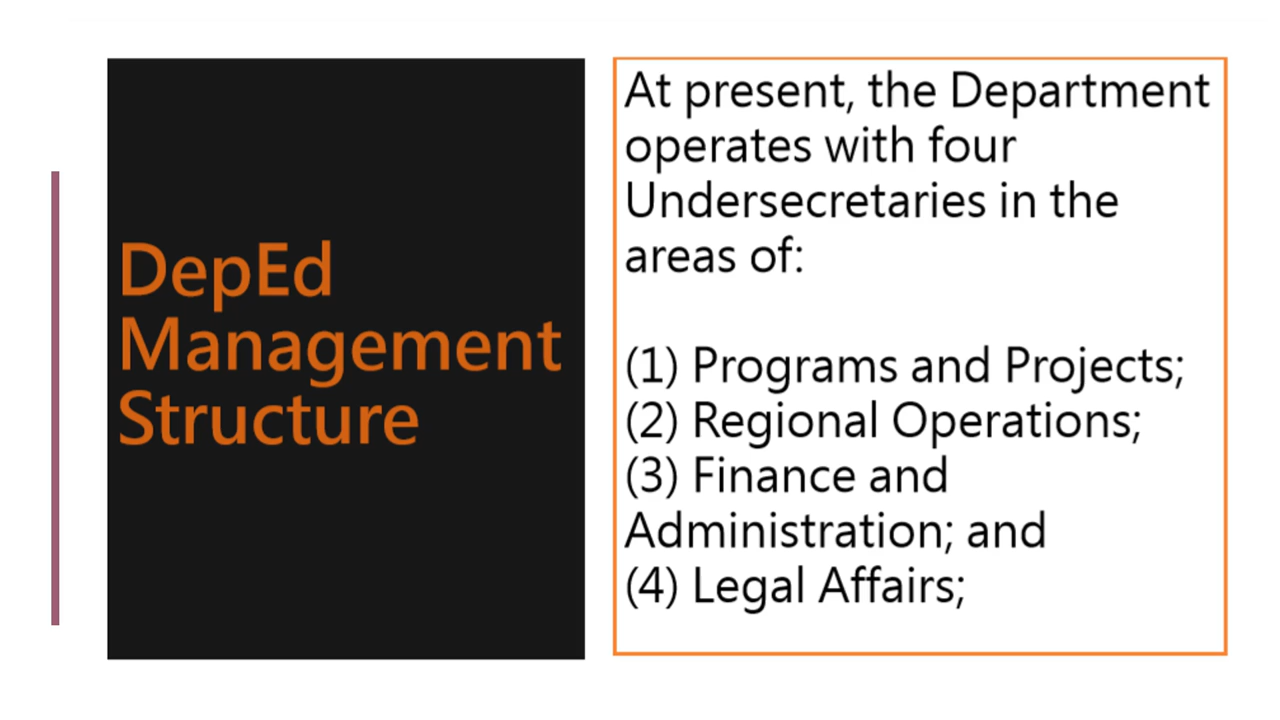 DepEd
Management
Structure
At present, the Department
operates with four
Undersecretaries in the
areas of:
(1) Programs and Projects;
(2) Regional Operations;
(3) Finance and
Administration; and
(4) Legal Affairs;